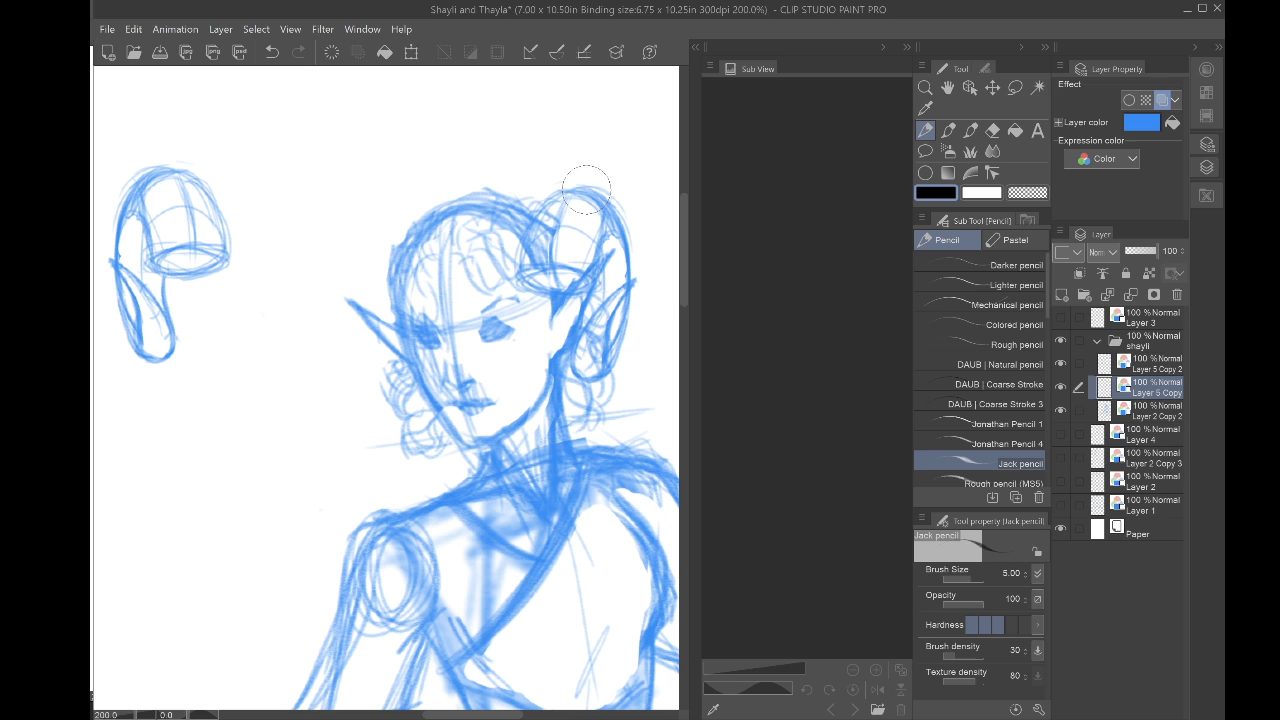 Shayli and Thayla* (7.00 x 10.50in Binding size:6.75 x 10.25in 300dpi 200.0%) - CLIP STUDIO PAINT PRO
File Edit Animation Layer Select View Filter Window Help
Sub View
Tool
Layer Property
Effect
Layer color
Expression color
Color
Sub Tool [Pencil]
Pencil Pastel
Darker pencil
Lighter pencil
Mechanical pencil
Colored pencil
Rough pencil
DAUB | Natural pencil
DAUB | Coarse Stroke
DAUB | Coarse Stroke 3
Jonathan Pencil 1
Jonathan Pencil 4
Jack pencil
Rough pencil (MS5)
Tool property [Jack pencil]
Jack pencil
Brush Size 5.00
Opacity 100
Hardness
Brush density 30
Texture density 80
Layer
Norm 100
100 %Normal
Layer 3
100 %Normal
shayli
100 %Normal
Layer 5 Copy 2
100 %Normal
Layer 5 Copy
100 %Normal
Layer 2 Copy 2
100 %Normal
Layer 4
100 %Normal
Layer 2 Copy 3
100 %Normal
Layer 2
100 %Normal
Layer 1
Paper
200.0 0.0